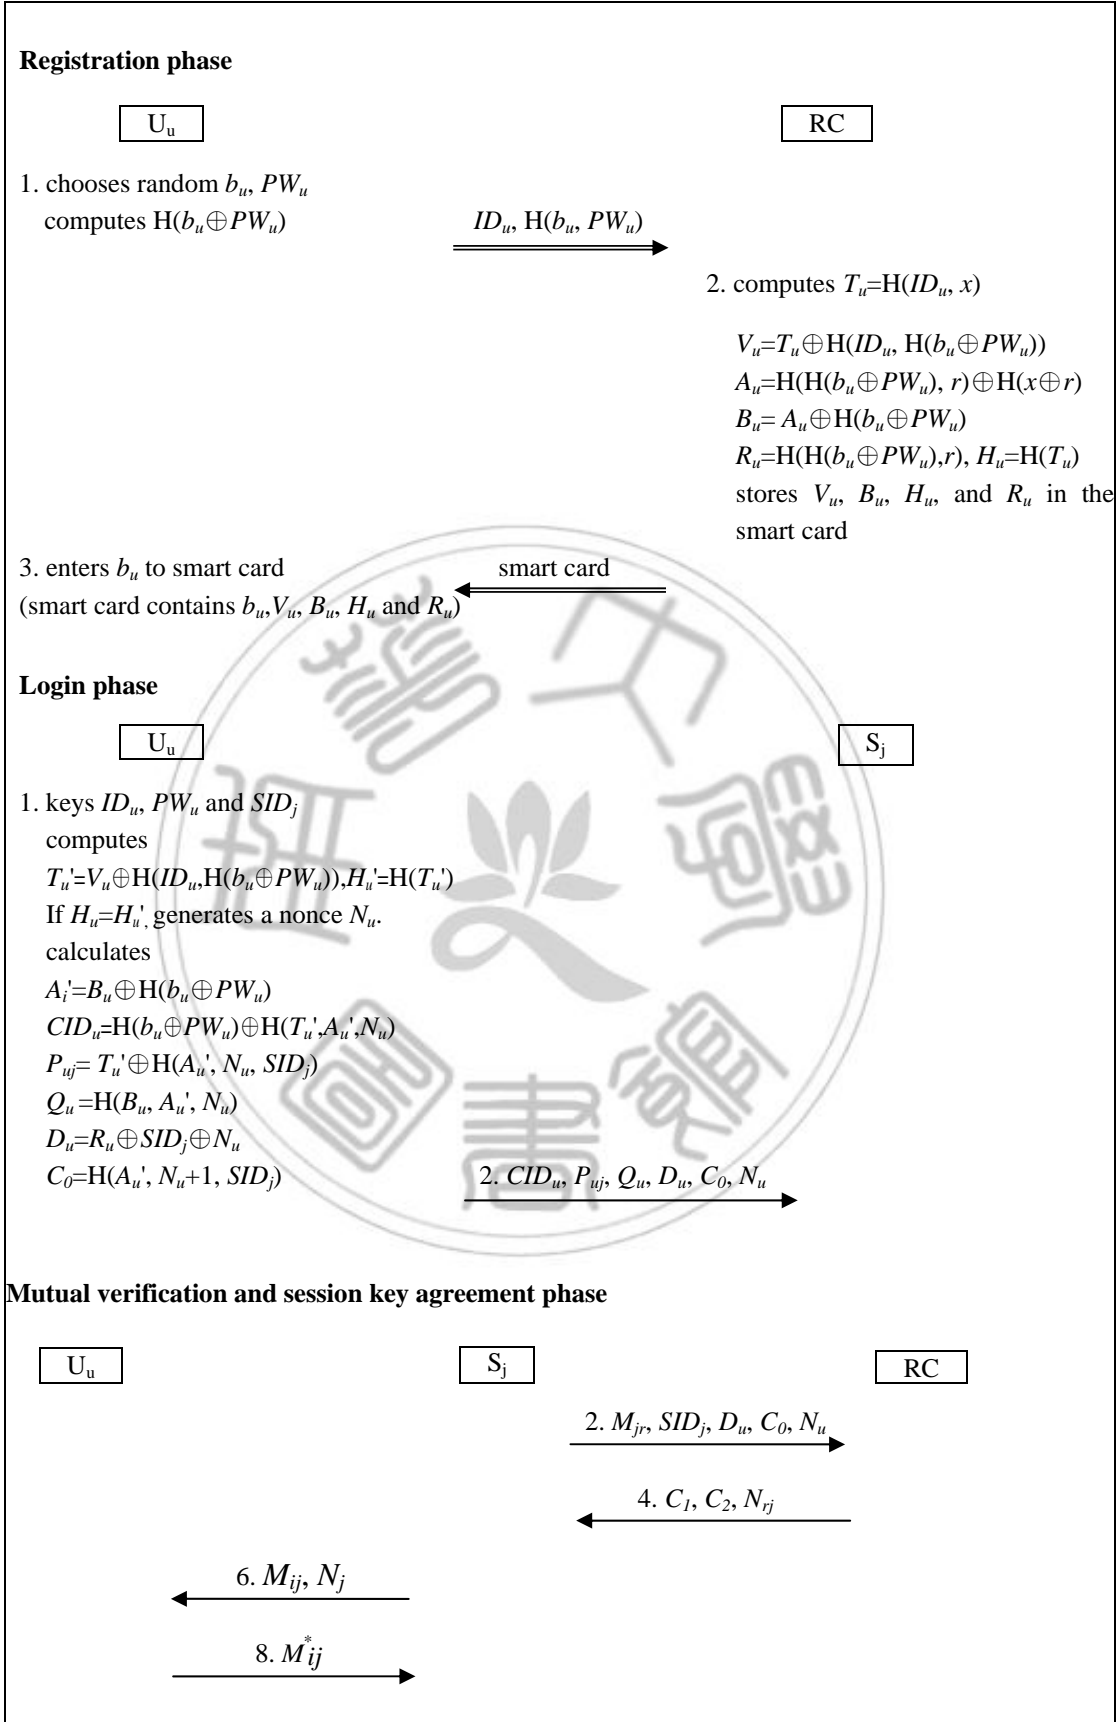 Registration phase
U_u RC
1. chooses random b_u, PW_u
computes H(b_u⊕PW_u) ID_u, H(b_u, PW_u)
2. computes T_u=H(ID_u, x)
V_u=T_u⊕H(ID_u, H(b_u⊕PW_u))
A_u=H(H(b_u⊕PW_u), r)⊕H(x⊕r)
B_u= A_u⊕H(b_u⊕PW_u)
R_u=H(H(b_u⊕PW_u),r), H_u=H(T_u)
stores V_u, B_u, H_u, and R_u in the
smart card
3. enters b_u to smart card smart card
(smart card contains b_u,V_u, B_u, H_u and R_u)
Login phase
U_u S_j
1. keys ID_u, PW_u and SID_j
computes
T_u'=V_u⊕H(ID_u,H(b_u⊕PW_u)),H_u'=H(T_u')
If H_u=H_u', generates a nonce N_u.
calculates
A_i'=B_u⊕H(b_u⊕PW_u)
CID_u=H(b_u⊕PW_u)⊕H(T_u',A_u',N_u)
P_uj= T_u'⊕H(A_u', N_u, SID_j)
Q_u =H(B_u, A_u', N_u)
D_u=R_u⊕SID_j⊕N_u
C_0=H(A_u', N_u+1, SID_j) 2. CID_u, P_uj, Q_u, D_u, C_0, N_u
Mutual verification and session key agreement phase
U_u S_j RC
2. M_jr, SID_j, D_u, C_0, N_u
4. C_1, C_2, N_rj
6. M_ij, N_j
8. M*_ij